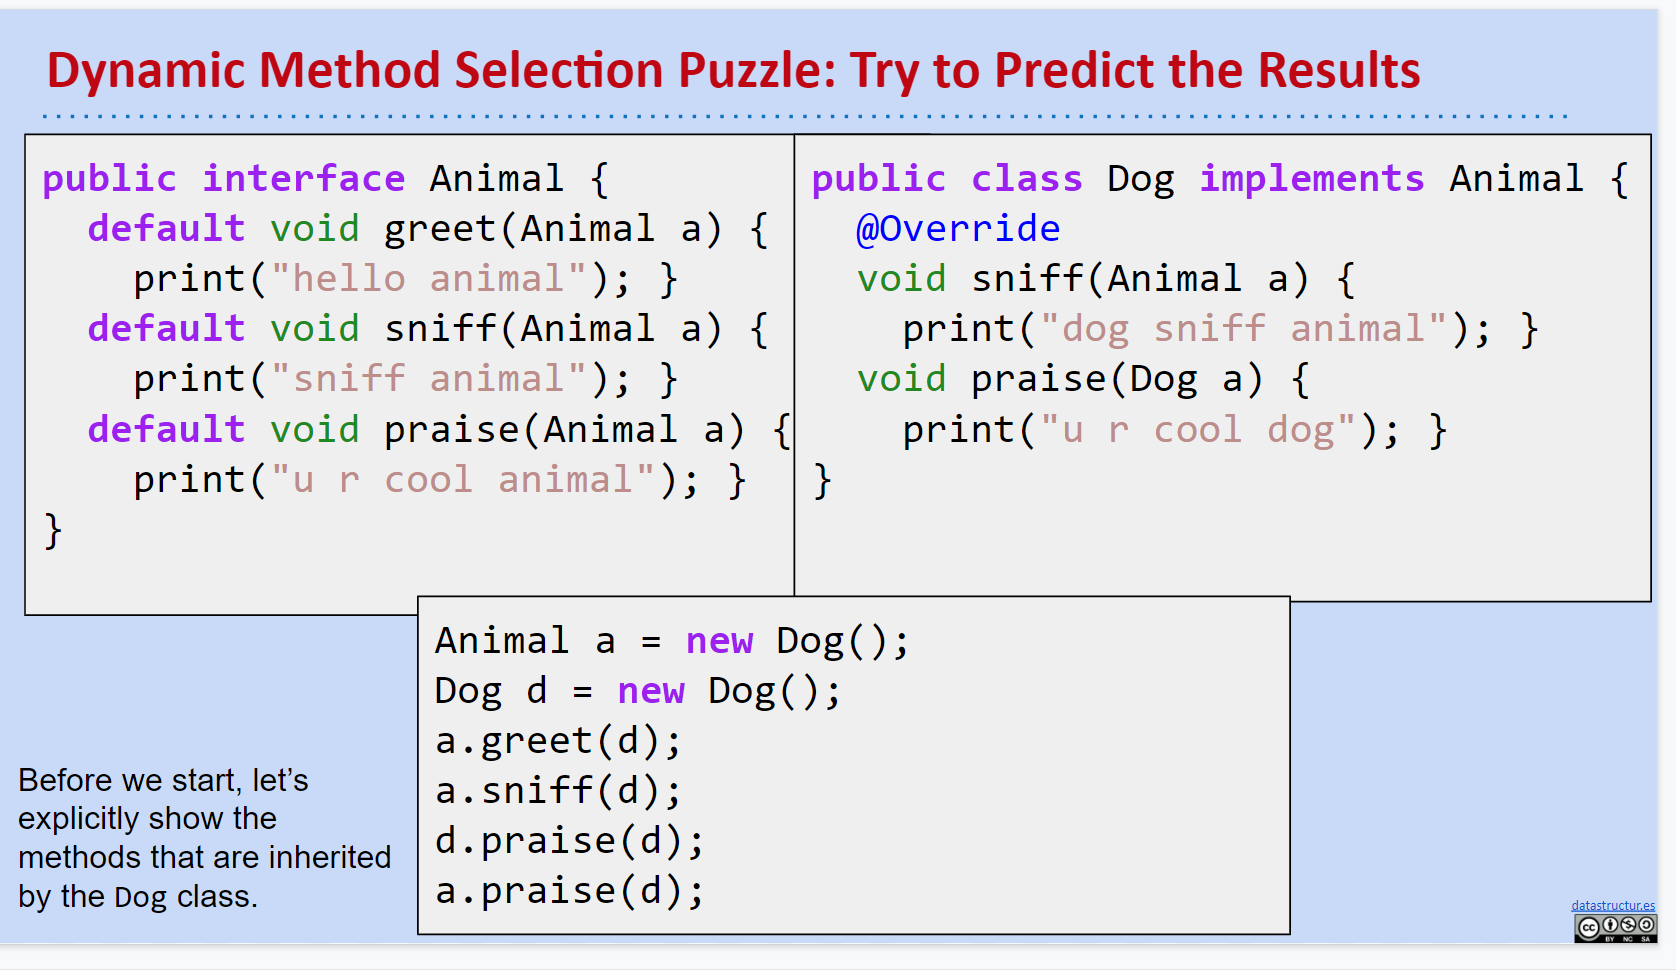 Dynamic Method Selection Puzzle: Try to Predict the Results
public interface Animal {
  default void greet(Animal a) {
    print("hello animal"); }
  default void sniff(Animal a) {
    print("sniff animal"); }
  default void praise(Animal a) {
    print("u r cool animal"); }
}
public class Dog implements Animal {
  @Override
  void sniff(Animal a) {
    print("dog sniff animal"); }
  void praise(Dog a) {
    print("u r cool dog"); }
}
Animal a = new Dog();
Dog d = new Dog();
a.greet(d);
a.sniff(d);
d.praise(d);
a.praise(d);
Before we start, let’s
explicitly show the
methods that are inherited
by the Dog class.
datastructur.es
cc
BY NC SA